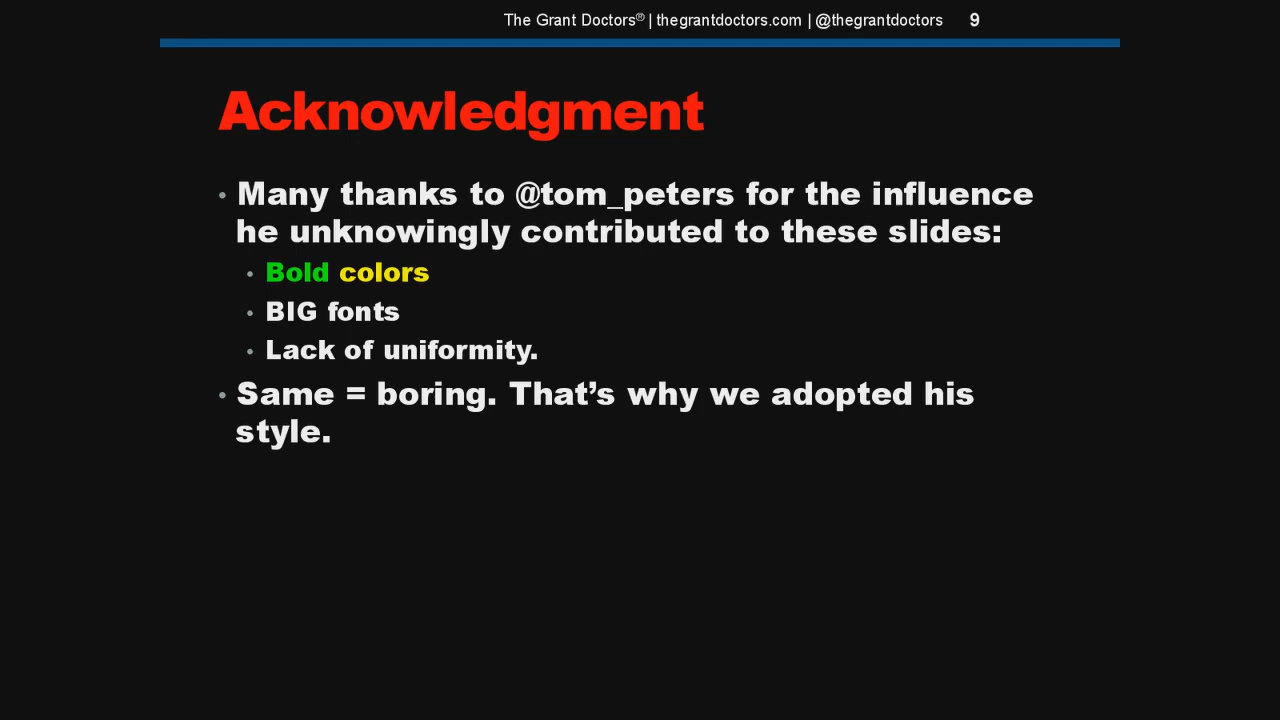 The Grant Doctors® | thegrantdoctors.com | @thegrantdoctors 9
Acknowledgment
• Many thanks to @tom_peters for the influence
he unknowingly contributed to these slides:
• Bold colors
• BIG fonts
• Lack of uniformity.
• Same = boring. That’s why we adopted his
style.